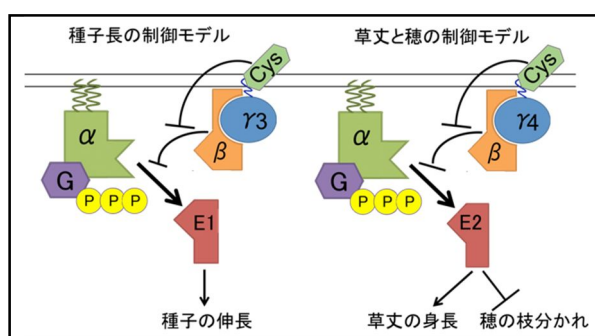 種子長の制御モデル
Cys
α
β
γ3
G
P P P
E1
種子の伸長
草丈と穂の制御モデル
Cys
α
β
γ4
G
P P P
E2
草丈の身長
穂の枝分かれ